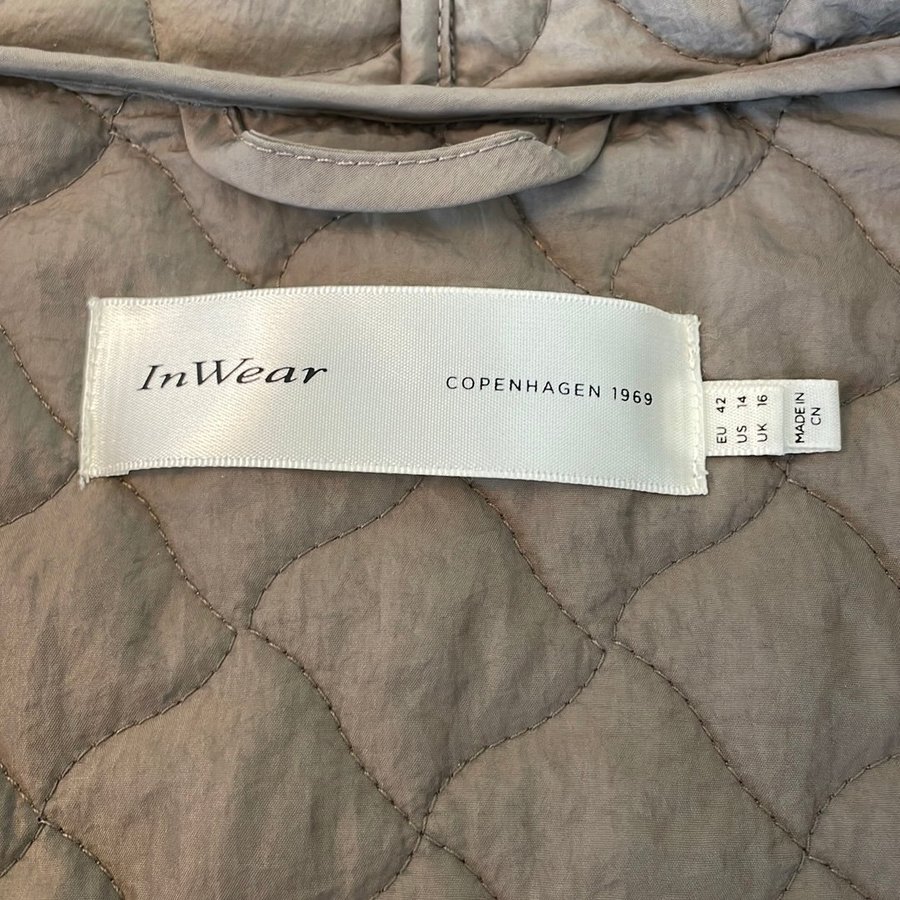 InWear
COPENHAGEN 1969
EU 42
US 14
UK 16
MADE IN
CN